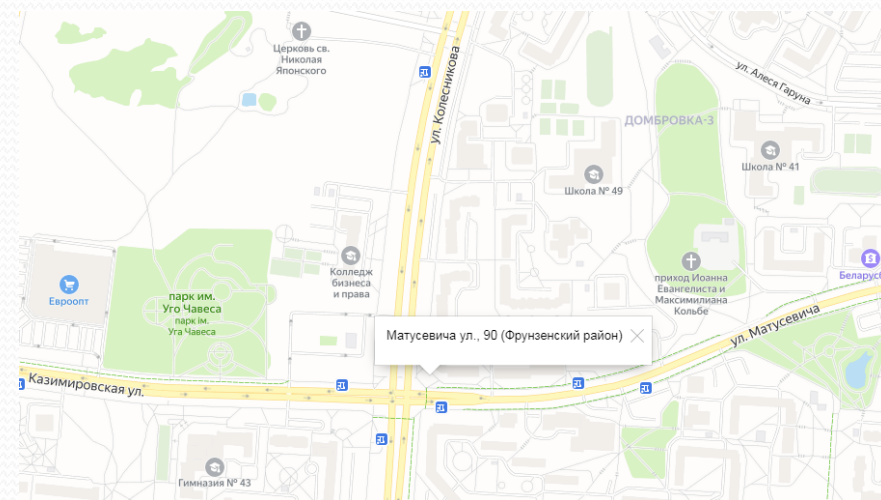 Церковь св.
Николая
Японского
ул. Колесникова
ул. Алеся Гаруна
ДОМБРОВКА-3
Школа № 41
Школа № 49
Колледж
бизнеса
и права
Евроопт
парк им.
Уго Чавеса
парк ім.
Уга Чавеса
приход Иоанна
Евангелиста и
Максимилиана
Кольбе
Беларусб
ул. Матусевича
Матусевича ул., 90 (Фрунзенский район)
Казимировская ул.
Гимназия № 43